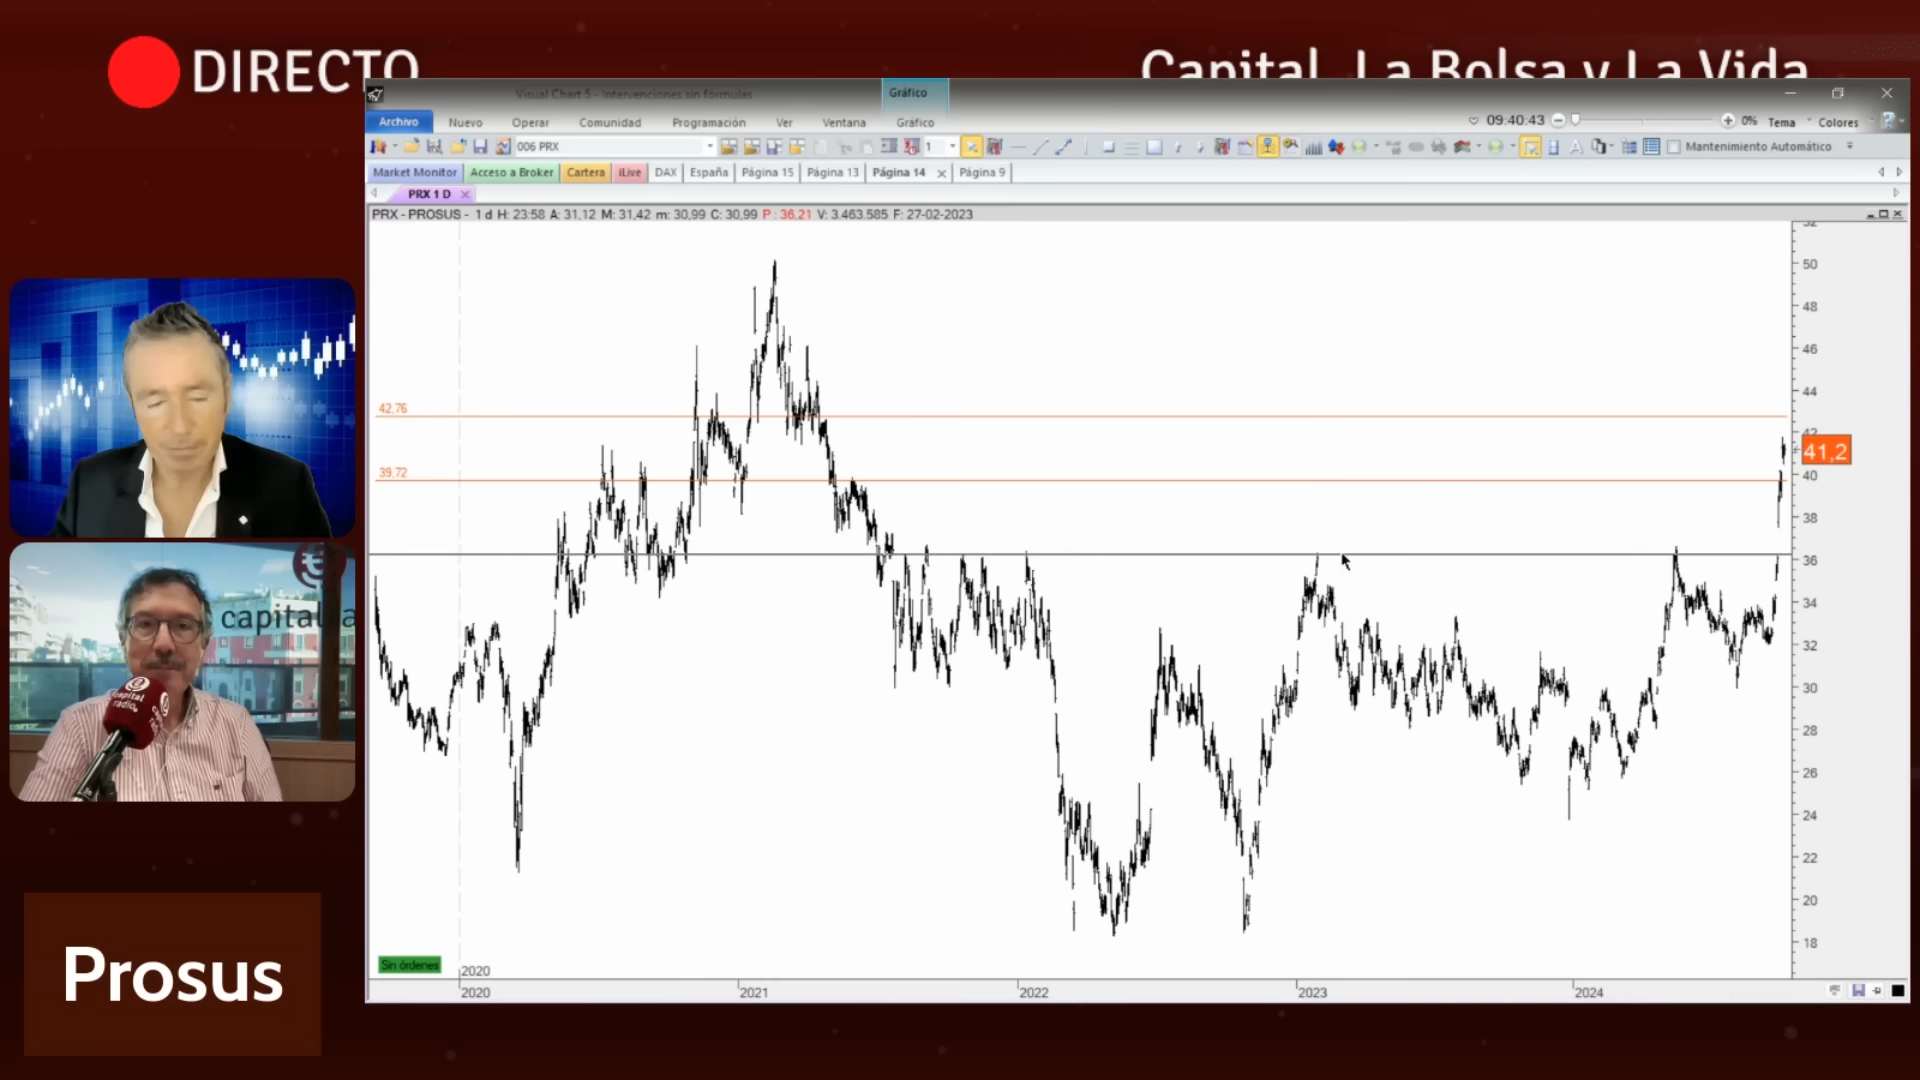 DIRECTO
Capital, La Bolsa y La Vida
Visual Chart 5 - Intervenciones sin fórmulas
Gráfico
Archivo Nuevo Operar Comunidad Programación Ver Ventana Gráfico
09:40:43 0% Tema Colores
006 PRX
1
Mantenimiento Automático
Market Monitor Acceso a Broker Cartera iLive DAX España Página 15 Página 13 Página 14 Página 9
PRX 1 D
PRX - PROSUS - 1 d H: 23:58 A: 31,12 M: 31,42 m: 30,99 C: 30,99 P: 36,21 V: 3.463.585 F: 27-02-2023
52
50
48
46
44
42,76
42
41,2
39,72
40
38
36
34
32
30
28
26
24
22
20
18
Sin órdenes
2020
2020 2021 2022 2023 2024
capital
capital radio
Prosus